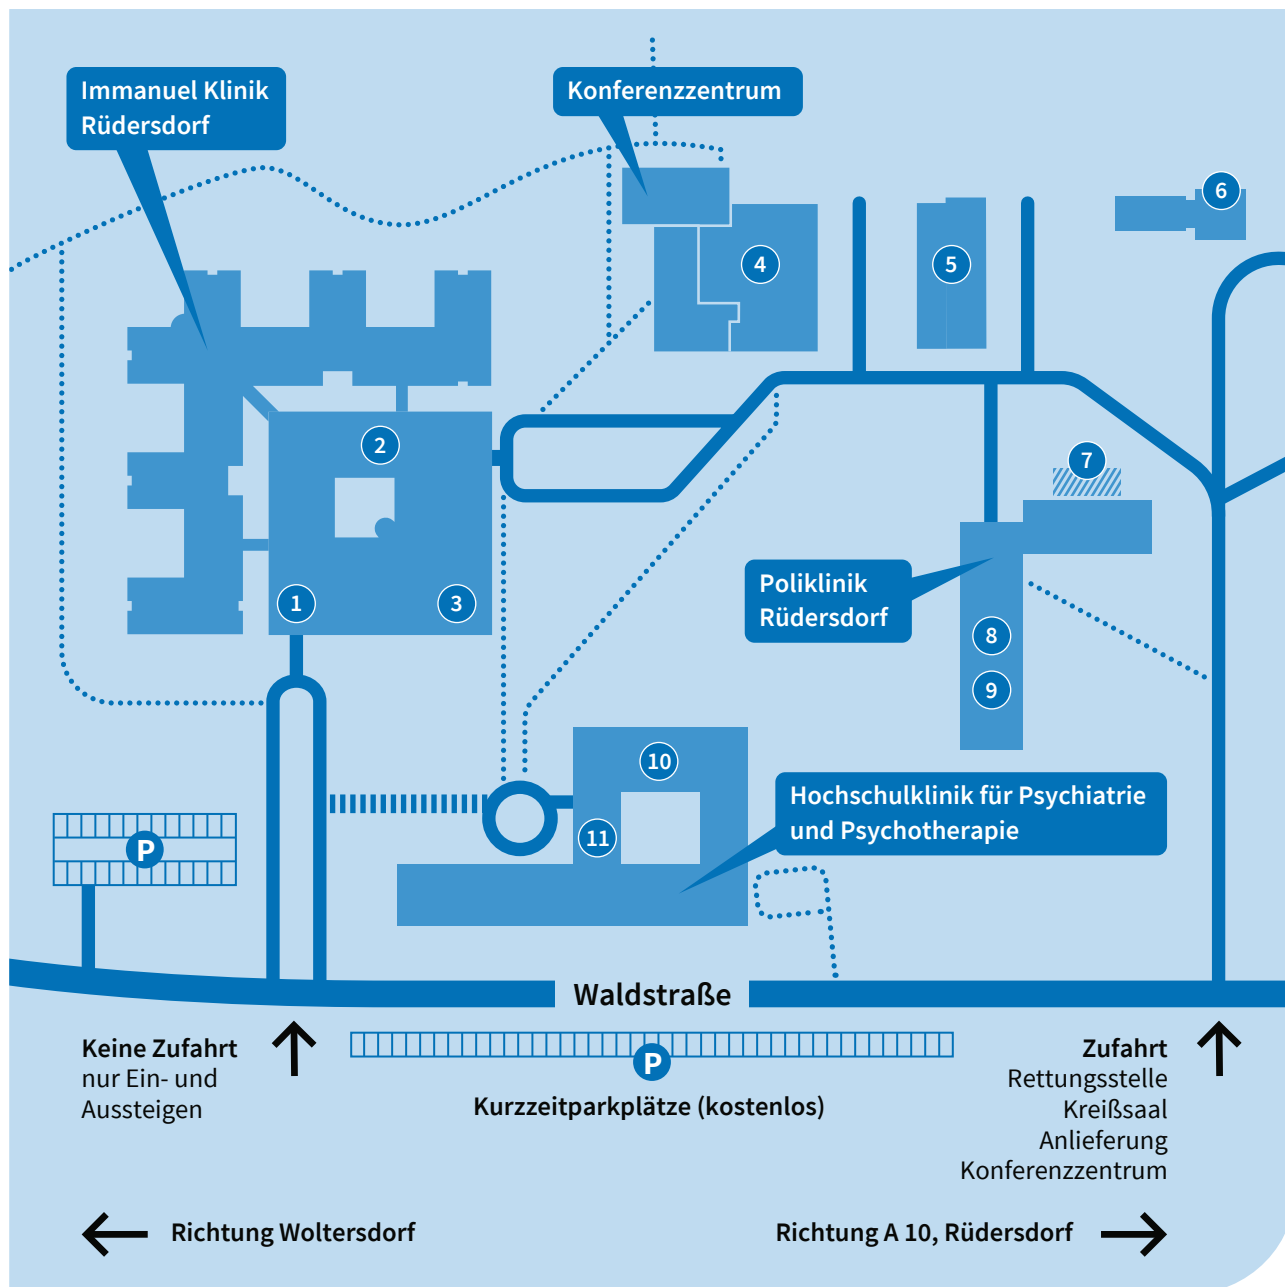 Immanuel Klinik
Rüdersdorf
Konferenzzentrum
6
4
5
2
7
1
3
Poliklinik
Rüdersdorf
8
9
10
Hochschulklinik für Psychiatrie
und Psychotherapie
11
P
Waldstraße
Keine Zufahrt
nur Ein- und
Aussteigen
P
Kurzzeitparkplätze (kostenlos)
Zufahrt
Rettungsstelle
Kreißsaal
Anlieferung
Konferenzzentrum
Richtung Woltersdorf
Richtung A 10, Rüdersdorf